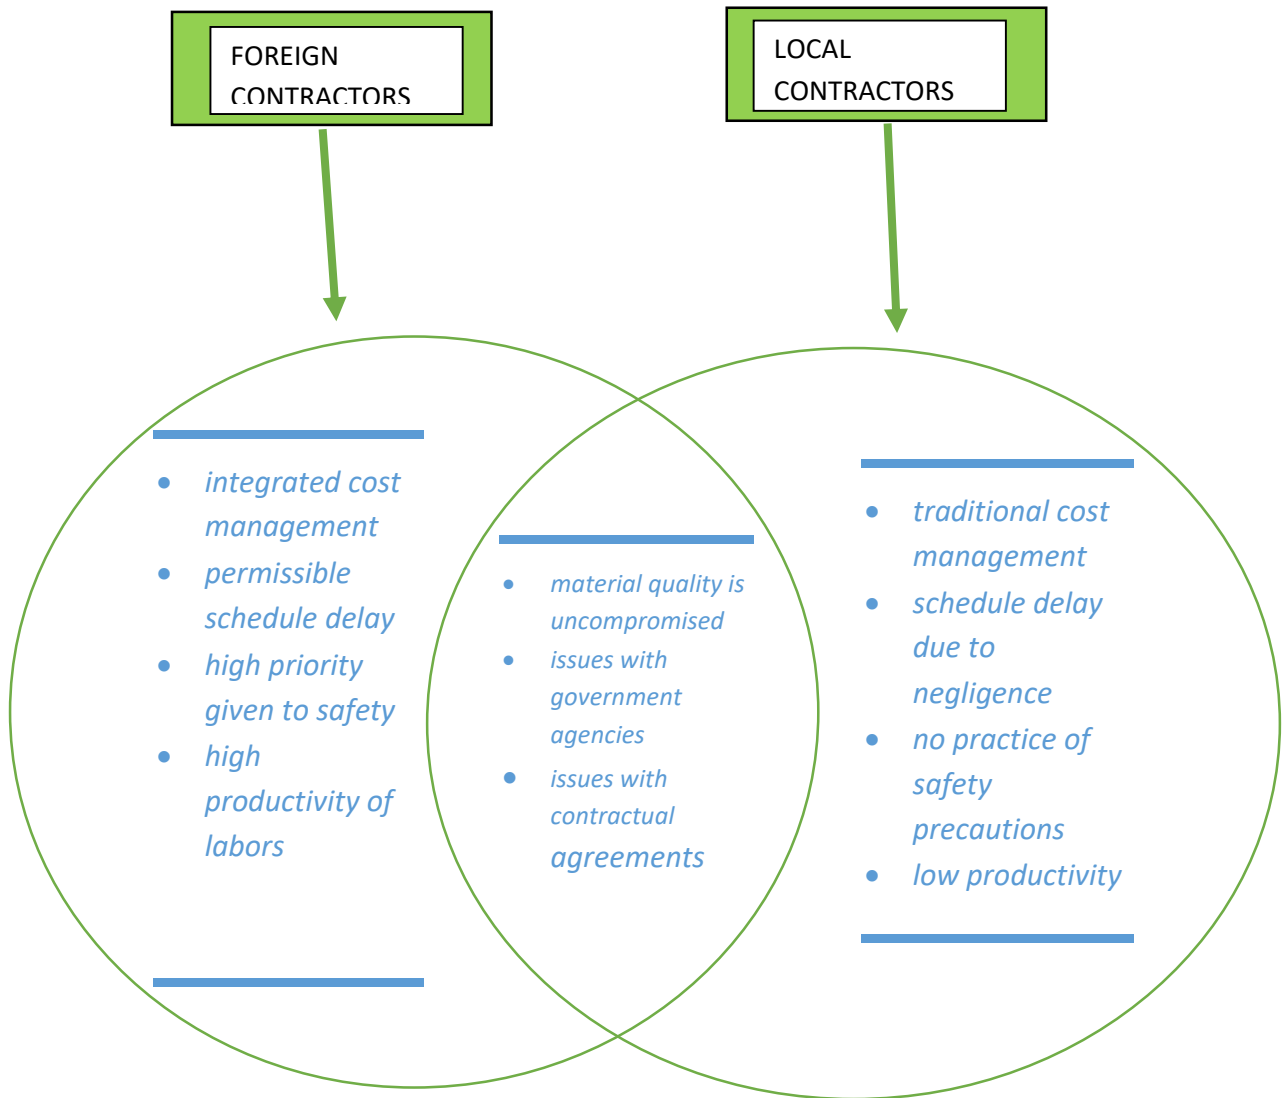 FOREIGN
CONTRACTORS
LOCAL
CONTRACTORS
• integrated cost
management
• permissible
schedule delay
• high priority
given to safety
• high
productivity of
labors
• material quality is
uncompromised
• issues with
government
agencies
• issues with
contractual
agreements
• traditional cost
management
• schedule delay
due to
negligence
• no practice of
safety
precautions
• low productivity